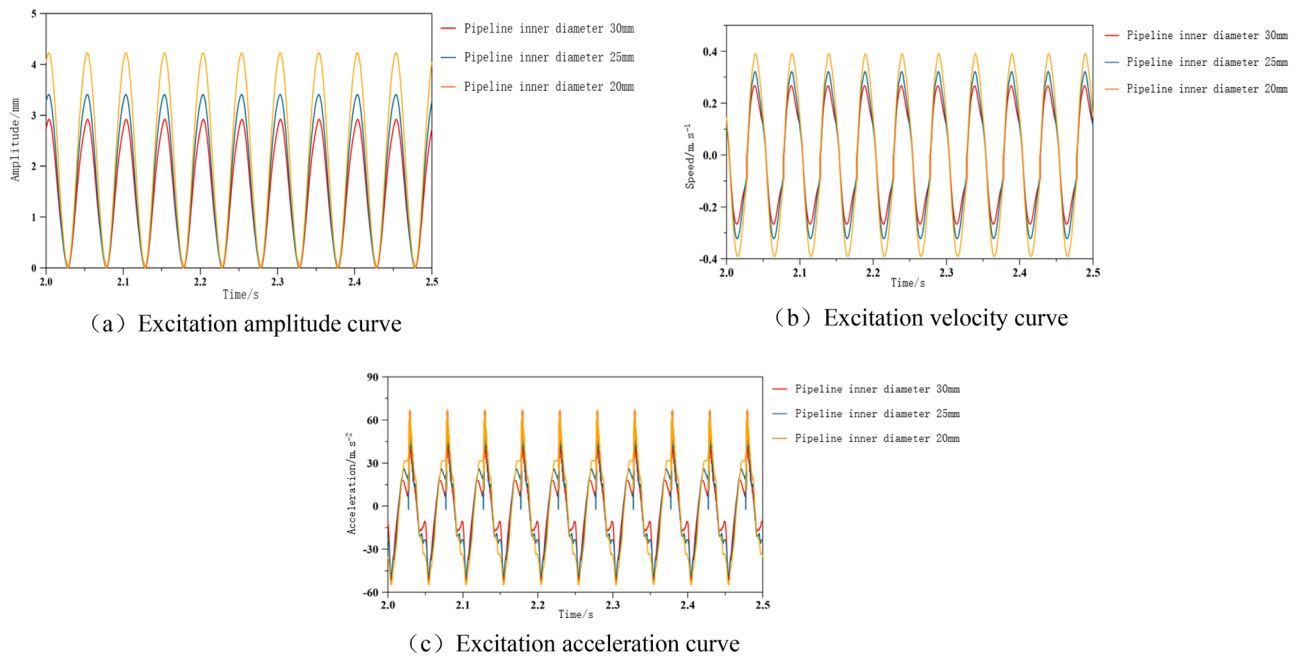 5
4
3
2
1
0
Amplitude/mm
2.0
2.1
2.2
2.3
2.4
2.5
Time/s
Pipeline inner diameter 30mm
Pipeline inner diameter 25mm
Pipeline inner diameter 20mm
（a）Excitation amplitude curve
0.4
0.2
0.0
-0.2
-0.4
Speed/m.s-1
2.0
2.1
2.2
2.3
2.4
2.5
Time/s
Pipeline inner diameter 30mm
Pipeline inner diameter 25mm
Pipeline inner diameter 20mm
（b）Excitation velocity curve
90
60
30
0
-30
-60
Acceleration/m.s-2
2.0
2.1
2.2
2.3
2.4
2.5
Time/s
Pipeline inner diameter 30mm
Pipeline inner diameter 25mm
Pipeline inner diameter 20mm
（c）Excitation acceleration curve